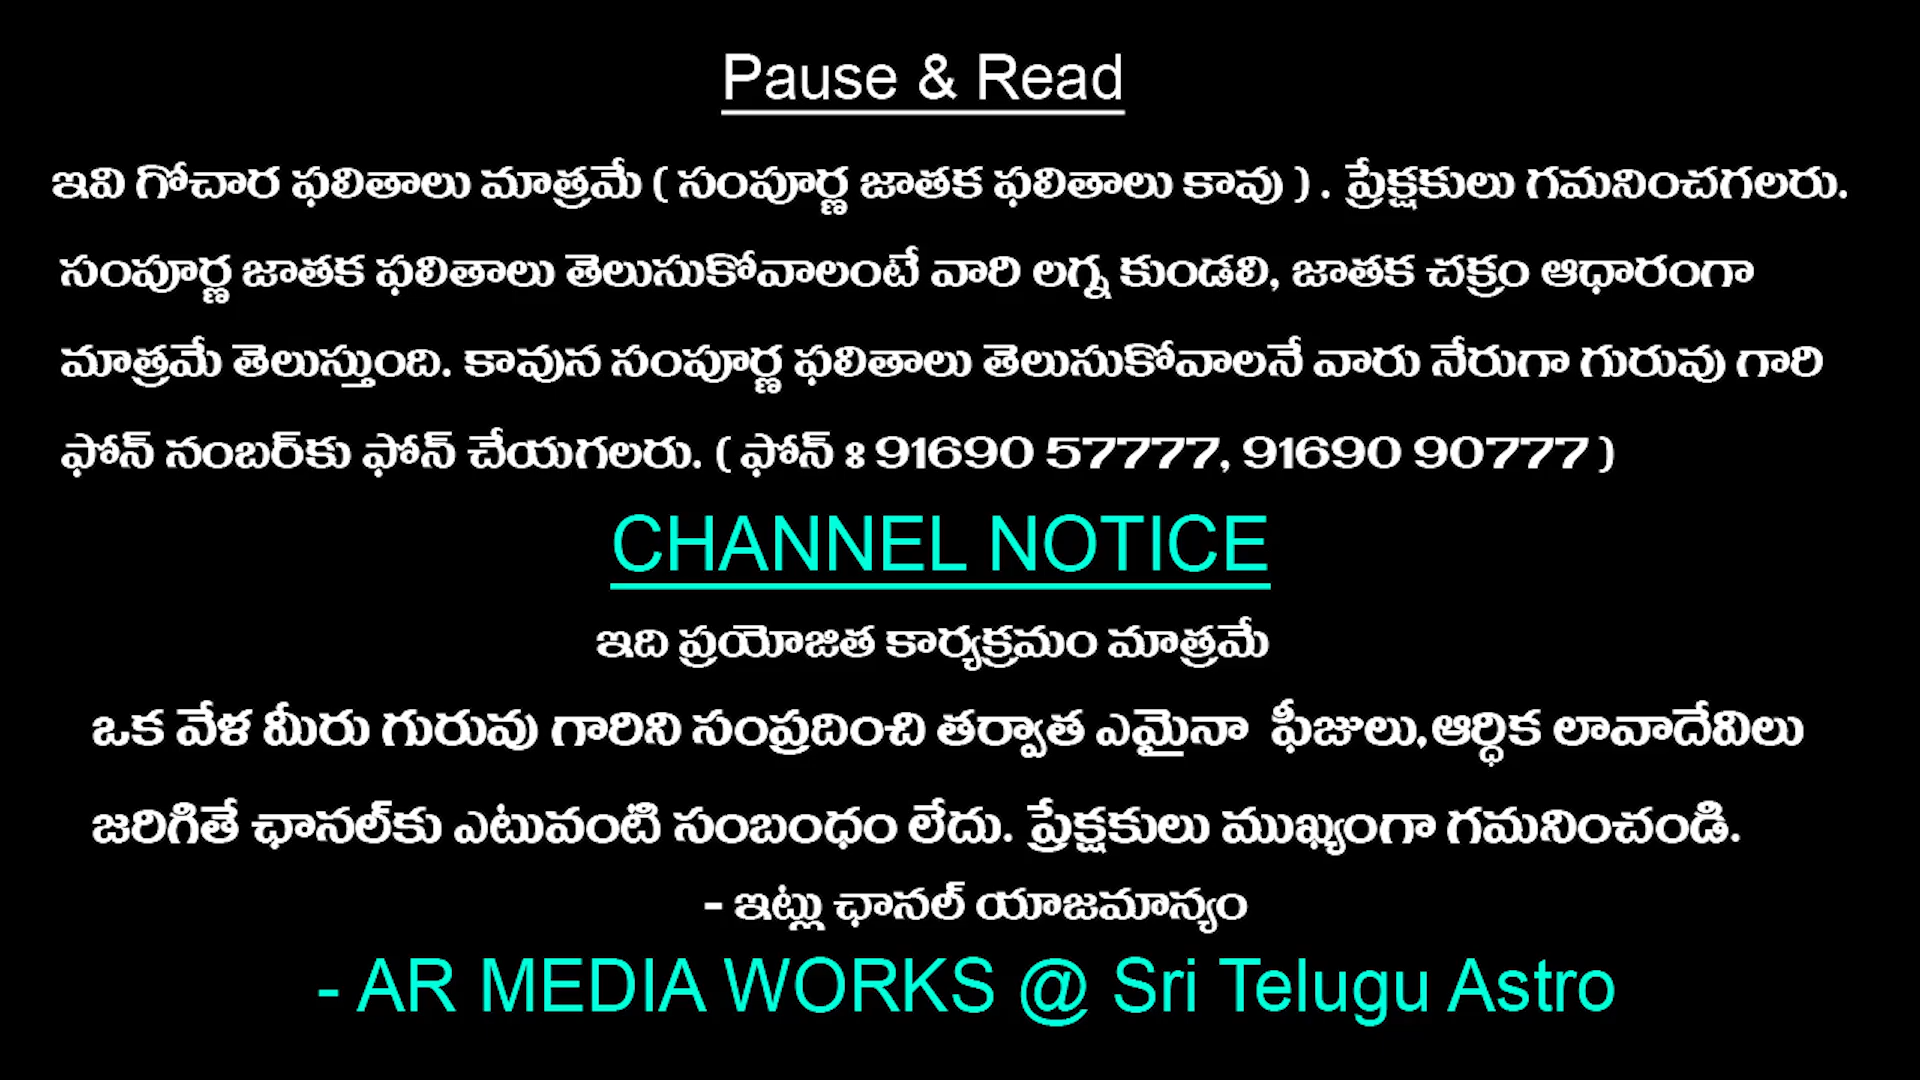 Pause & Read
ఇవి గోచార ఫలితాలు మాత్రమే ( సంపూర్ణ జాతక ఫలితాలు కావు ) . ప్రేక్షకులు గమనించగలరు.
సంపూర్ణ జాతక ఫలితాలు తెలుసుకోవాలంటే వారి లగ్న కుండలి, జాతక చక్రం ఆధారంగా
మాత్రమే తెలుస్తుంది. కావున సంపూర్ణ ఫలితాలు తెలుసుకోవాలనే వారు నేరుగా గురువు గారి
ఫోన్ నంబర్‌కు ఫోన్ చేయగలరు. ( ఫోన్ : 91690 57777, 91690 90777 )
CHANNEL NOTICE
ఇది ప్రయోజిత కార్యక్రమం మాత్రమే
ఒక వేళ మీరు గురువు గారిని సంప్రదించి తర్వాత ఎమైనా ఫీజులు,ఆర్ధిక లావాదేవిలు
జరిగితే ఛానల్‌కు ఎటువంటి సంబంధం లేదు. ప్రేక్షకులు ముఖ్యంగా గమనించండి.
- ఇట్లు ఛానల్ యాజమాన్యం
- AR MEDIA WORKS @ Sri Telugu Astro